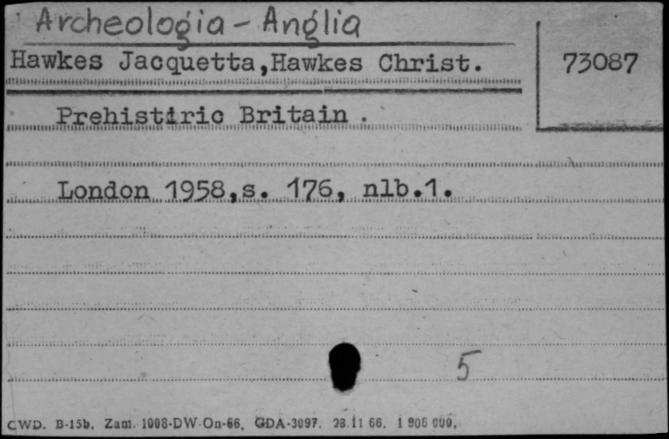 Archeologia - Anglia
Hawkes Jacquetta,Hawkes Christ.
73087
Prehistiric Britain .
London 1958,s. 176, nlb.1.
5
CWD. B-15b. Zam. 1008-DW-On-66. GDA-3097. 28.11 66. 1 906 000.